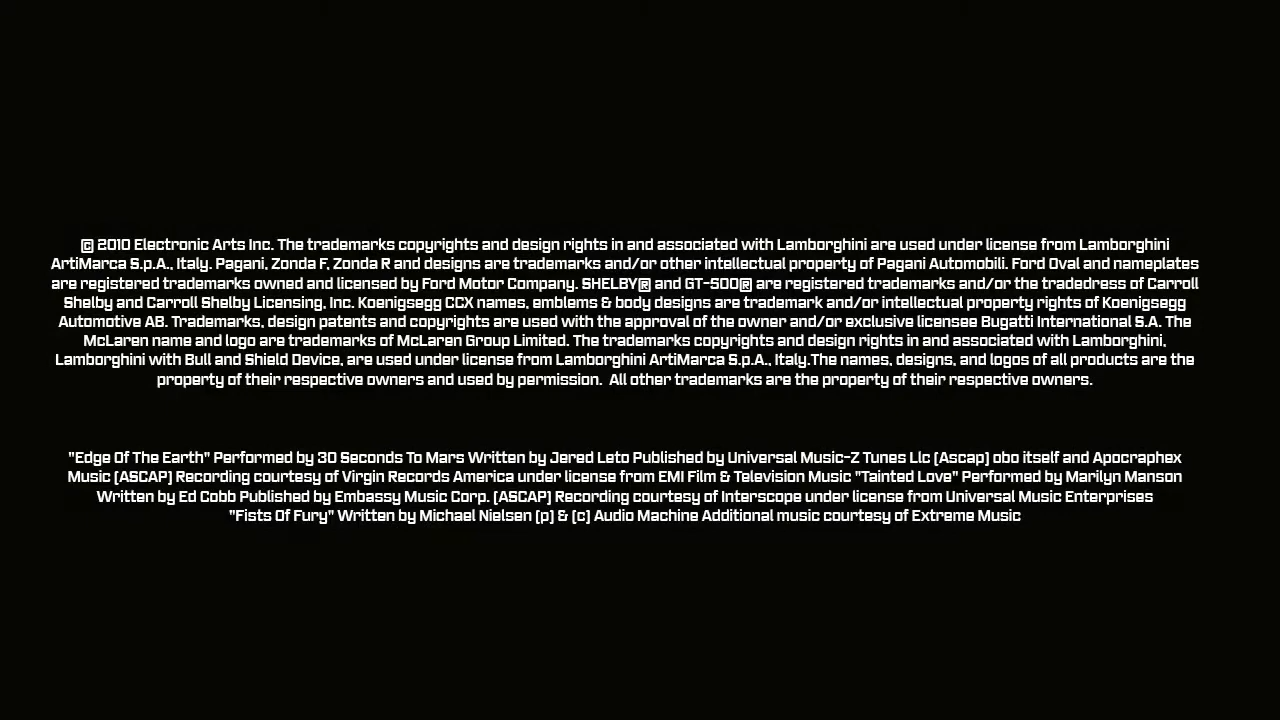 © 2010 Electronic Arts Inc. The trademarks copyrights and design rights in and associated with Lamborghini are used under license from Lamborghini
ArtiMarca S.p.A., Italy. Pagani, Zonda F, Zonda R and designs are trademarks and/or other intellectual property of Pagani Automobili. Ford Oval and nameplates
are registered trademarks owned and licensed by Ford Motor Company. SHELBY® and GT-500® are registered trademarks and/or the tradedress of Carroll
Shelby and Carroll Shelby Licensing, Inc. Koenigsegg CCX names, emblems & body designs are trademark and/or intellectual property rights of Koenigsegg
Automotive AB. Trademarks, design patents and copyrights are used with the approval of the owner and/or exclusive licensee Bugatti International S.A. The
McLaren name and logo are trademarks of McLaren Group Limited. The trademarks copyrights and design rights in and associated with Lamborghini,
Lamborghini with Bull and Shield Device, are used under license from Lamborghini ArtiMarca S.p.A., Italy.The names, designs, and logos of all products are the
property of their respective owners and used by permission.  All other trademarks are the property of their respective owners.
"Edge Of The Earth" Performed by 30 Seconds To Mars Written by Jered Leto Published by Universal Music-Z Tunes Llc (Ascap) obo itself and Apocraphex
Music (ASCAP) Recording courtesy of Virgin Records America under license from EMI Film & Television Music "Tainted Love" Performed by Marilyn Manson
Written by Ed Cobb Published by Embassy Music Corp. (ASCAP) Recording courtesy of Interscope under license from Universal Music Enterprises
"Fists Of Fury" Written by Michael Nielsen (p) & (c) Audio Machine Additional music courtesy of Extreme Music